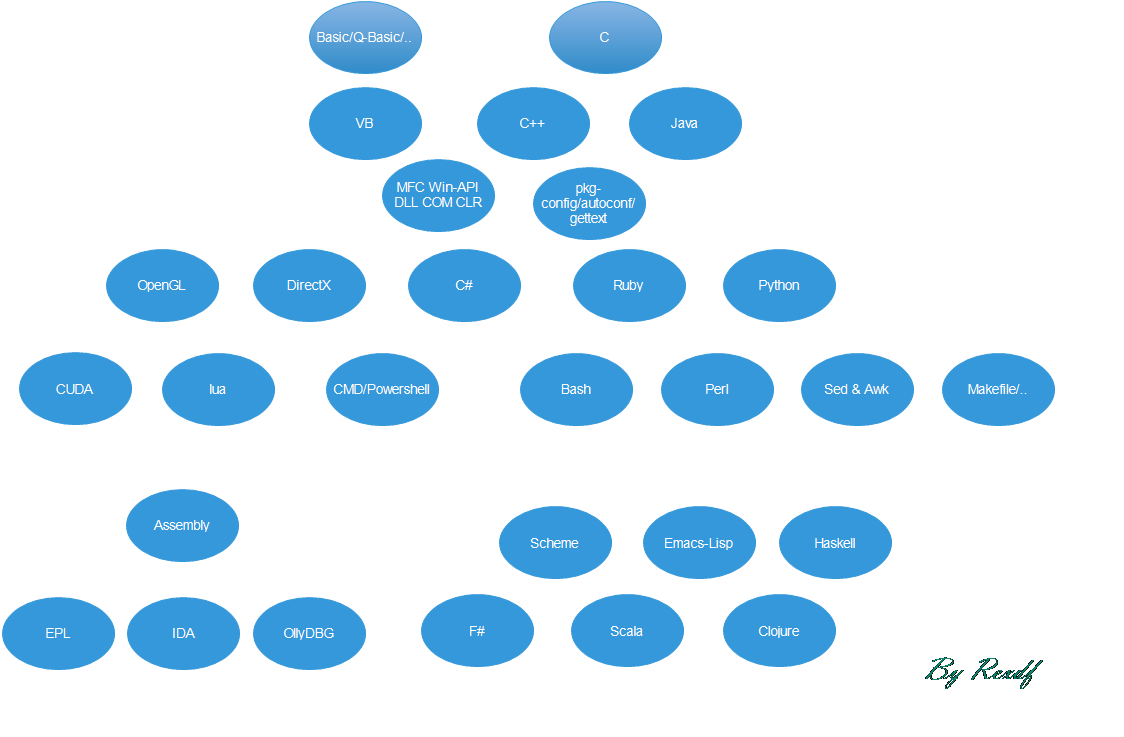 Basic/Q-Basic/..
C
VB
C++
Java
MFC Win-API
DLL COM CLR
pkg-
config/autoconf/
gettext
OpenGL
DirectX
C#
Ruby
Python
CUDA
lua
CMD/Powershell
Bash
Perl
Sed & Awk
Makefile/..
Assembly
Scheme
Emacs-Lisp
Haskell
EPL
IDA
OllyDBG
F#
Scala
Clojure
By Rexdf